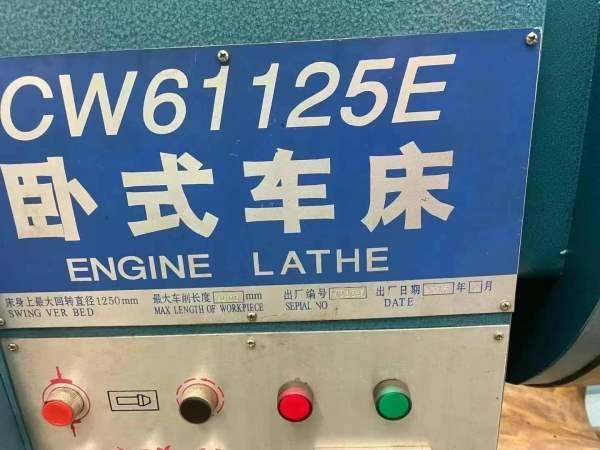 CW61125E
卧式车床
ENGINE LATHE
床身上最大回转直径1250mm 最大车削长度 mm 出厂编号 出厂日期 年 月
SWING VER BED MAX LENGTH OF WORKPIECE SEPIAL NO DATE